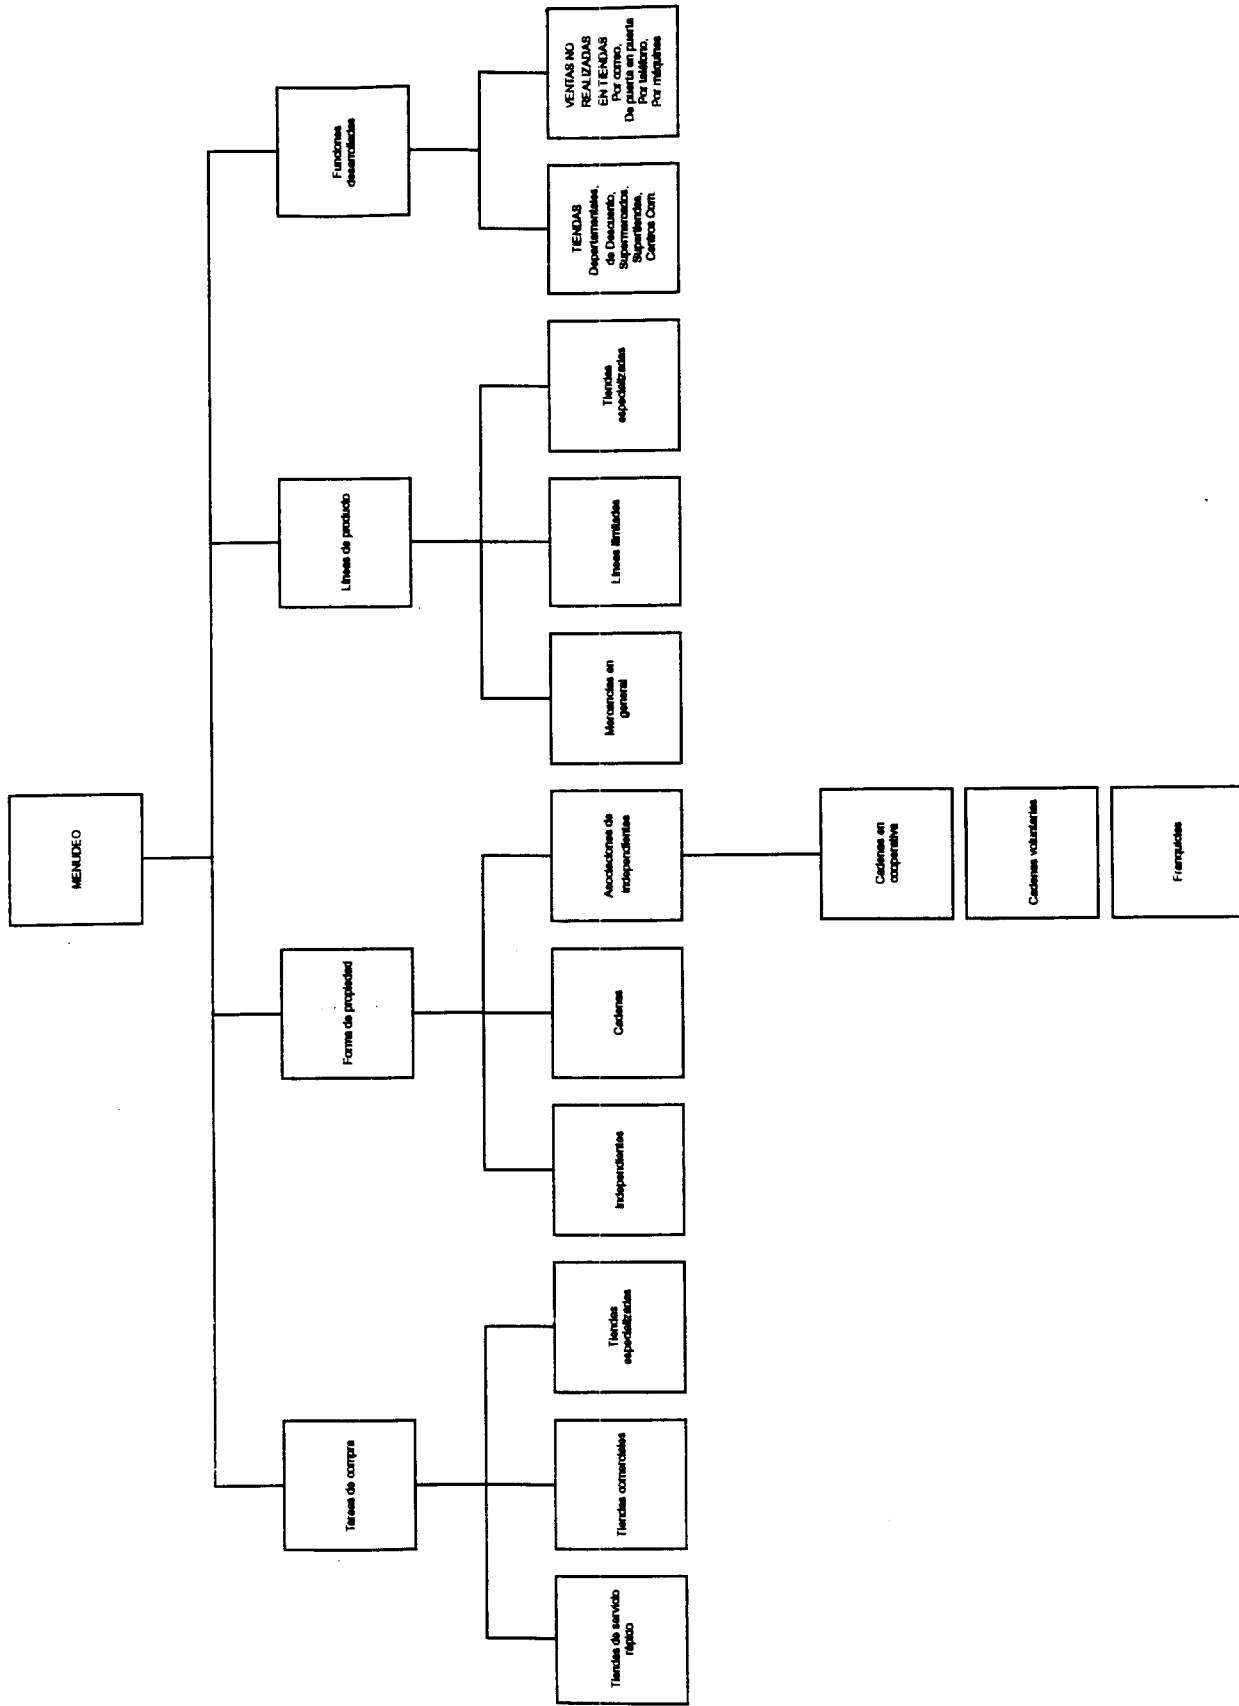 MENUDEO
Tareas de compra
Forma de propiedad
Líneas de producto
Funciones
desarrolladas
Tiendas de servicio
rápido
Tiendas comerciales
Tiendas
especializadas
Independientes
Cadenas
Asociaciones de
independientes
Mercancías en
general
Líneas limitadas
Tiendas
especializadas
TIENDAS
Departamentales,
de Descuento,
Supermercados,
Supertiendas,
Centros Com.
VENTAS NO
REALIZADAS
EN TIENDAS
Por correo,
De puerta en puerta
Por teléfono,
Por máquinas
Cadenas en
cooperativa
Cadenas voluntarias
Franquicias